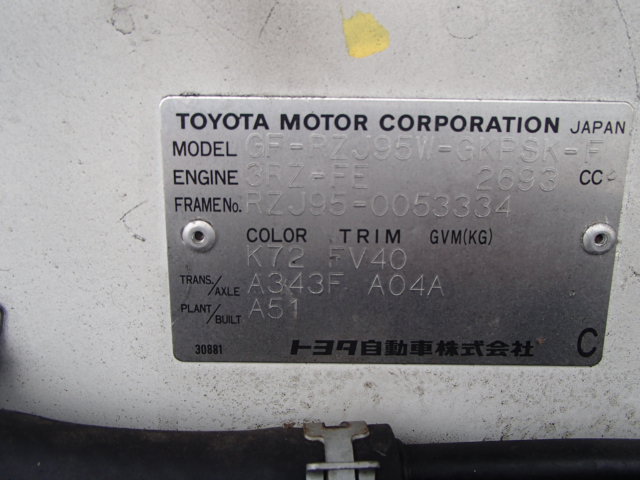 TOYOTA MOTOR CORPORATION JAPAN
MODEL GF-RZJ95W-GKPSK-F
ENGINE 3RZ-FE 2693 CC
FRAME No. RZJ95-0053334
COLOR TRIM GVM(KG)
K72 FV40
TRANS./AXLE A343F A04A
PLANT/BUILT A51
30881 トヨタ自動車株式会社 C